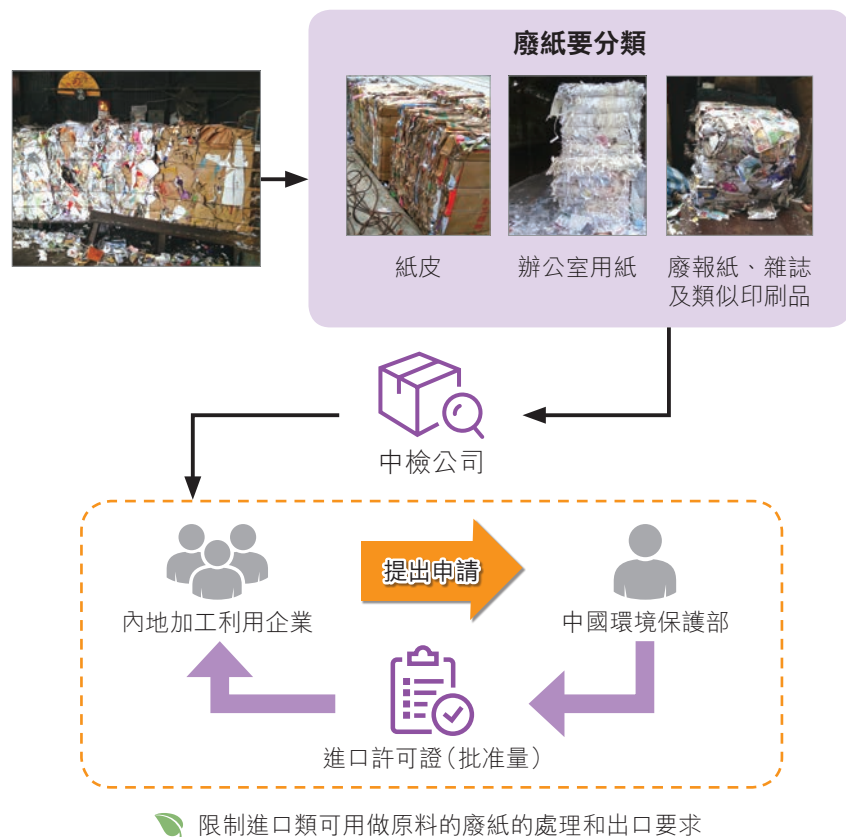 廢紙要分類
紙皮
辦公室用紙
廢報紙、雜誌
及類似印刷品
中檢公司
提出申請
內地加工利用企業
中國環境保護部
進口許可證（批准量）
限制進口類可用做原料的廢紙的處理和出口要求